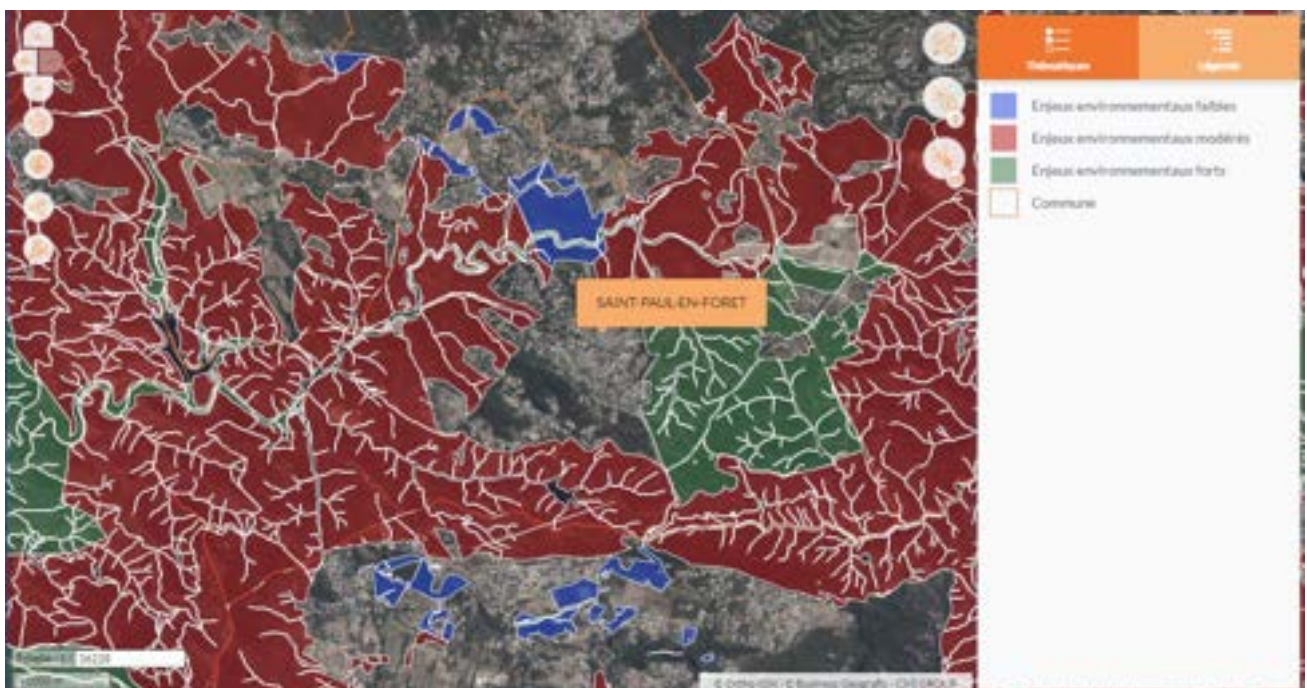 SAINT-PAUL-EN-FORET
Thématiques
Légende
Enjeux environnementaux faibles
Enjeux environnementaux modérés
Enjeux environnementaux forts
Commune